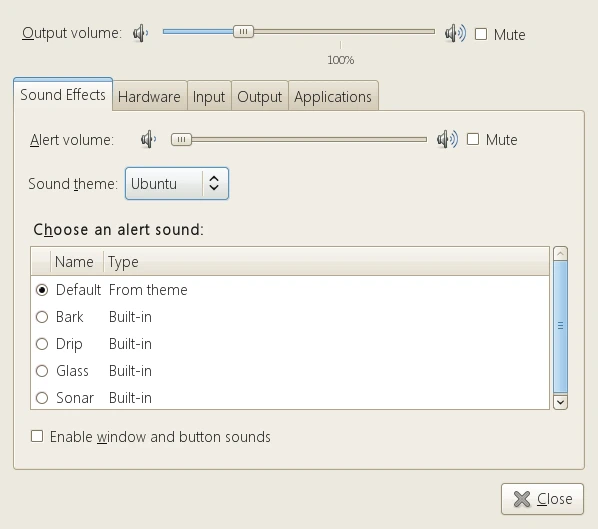 Output volume: Mute
100%
Sound Effects Hardware Input Output Applications
Alert volume: Mute
Sound theme: Ubuntu
Choose an alert sound:
Name Type
Default From theme
Bark Built-in
Drip Built-in
Glass Built-in
Sonar Built-in
Enable window and button sounds
Close